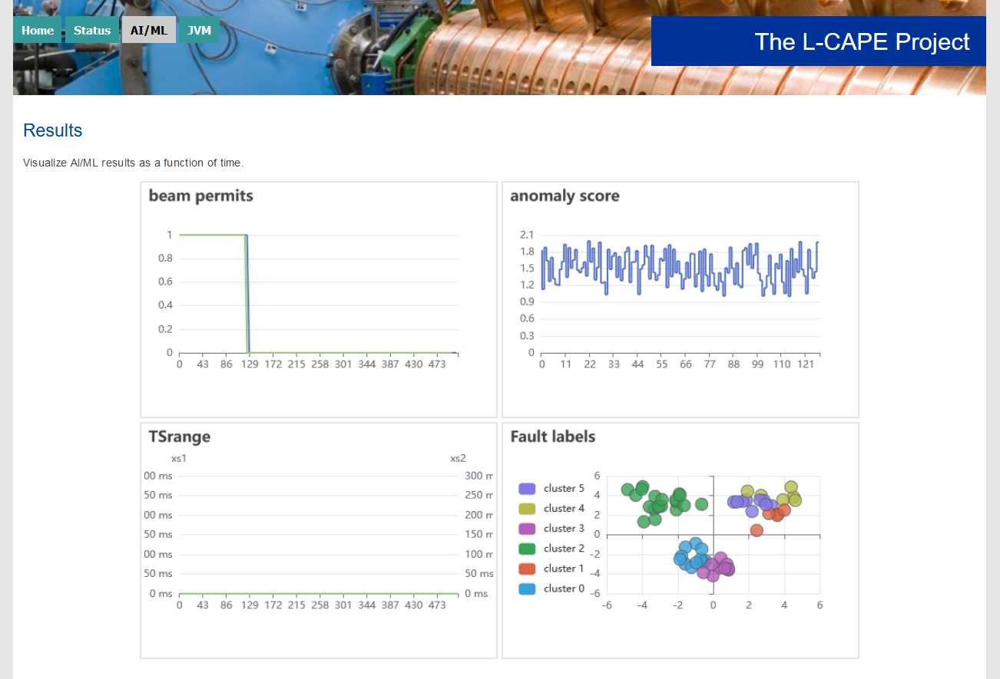 Home Status AI/ML JVM
The L-CAPE Project
Results
Visualize AI/ML results as a function of time.
beam permits
1
0.8
0.6
0.4
0.2
0
0 43 86 129 172 215 258 301 344 387 430 473
anomaly score
2.1
1.8
1.5
1.2
0.9
0.6
0.3
0
0 11 22 33 44 55 66 77 88 99 110 121
TSrange
xs1 xs2
00 ms 300 m
50 ms 250 m
00 ms 200 m
50 ms 150 m
00 ms 100 m
50 ms 50 ms
0 ms 0 ms
0 43 86 129 172 215 258 301 344 387 430 473
Fault labels
cluster 5
cluster 4
cluster 3
cluster 2
cluster 1
cluster 0
6
4
2
0
-2
-4
-6
-6 -4 -2 0 2 4 6